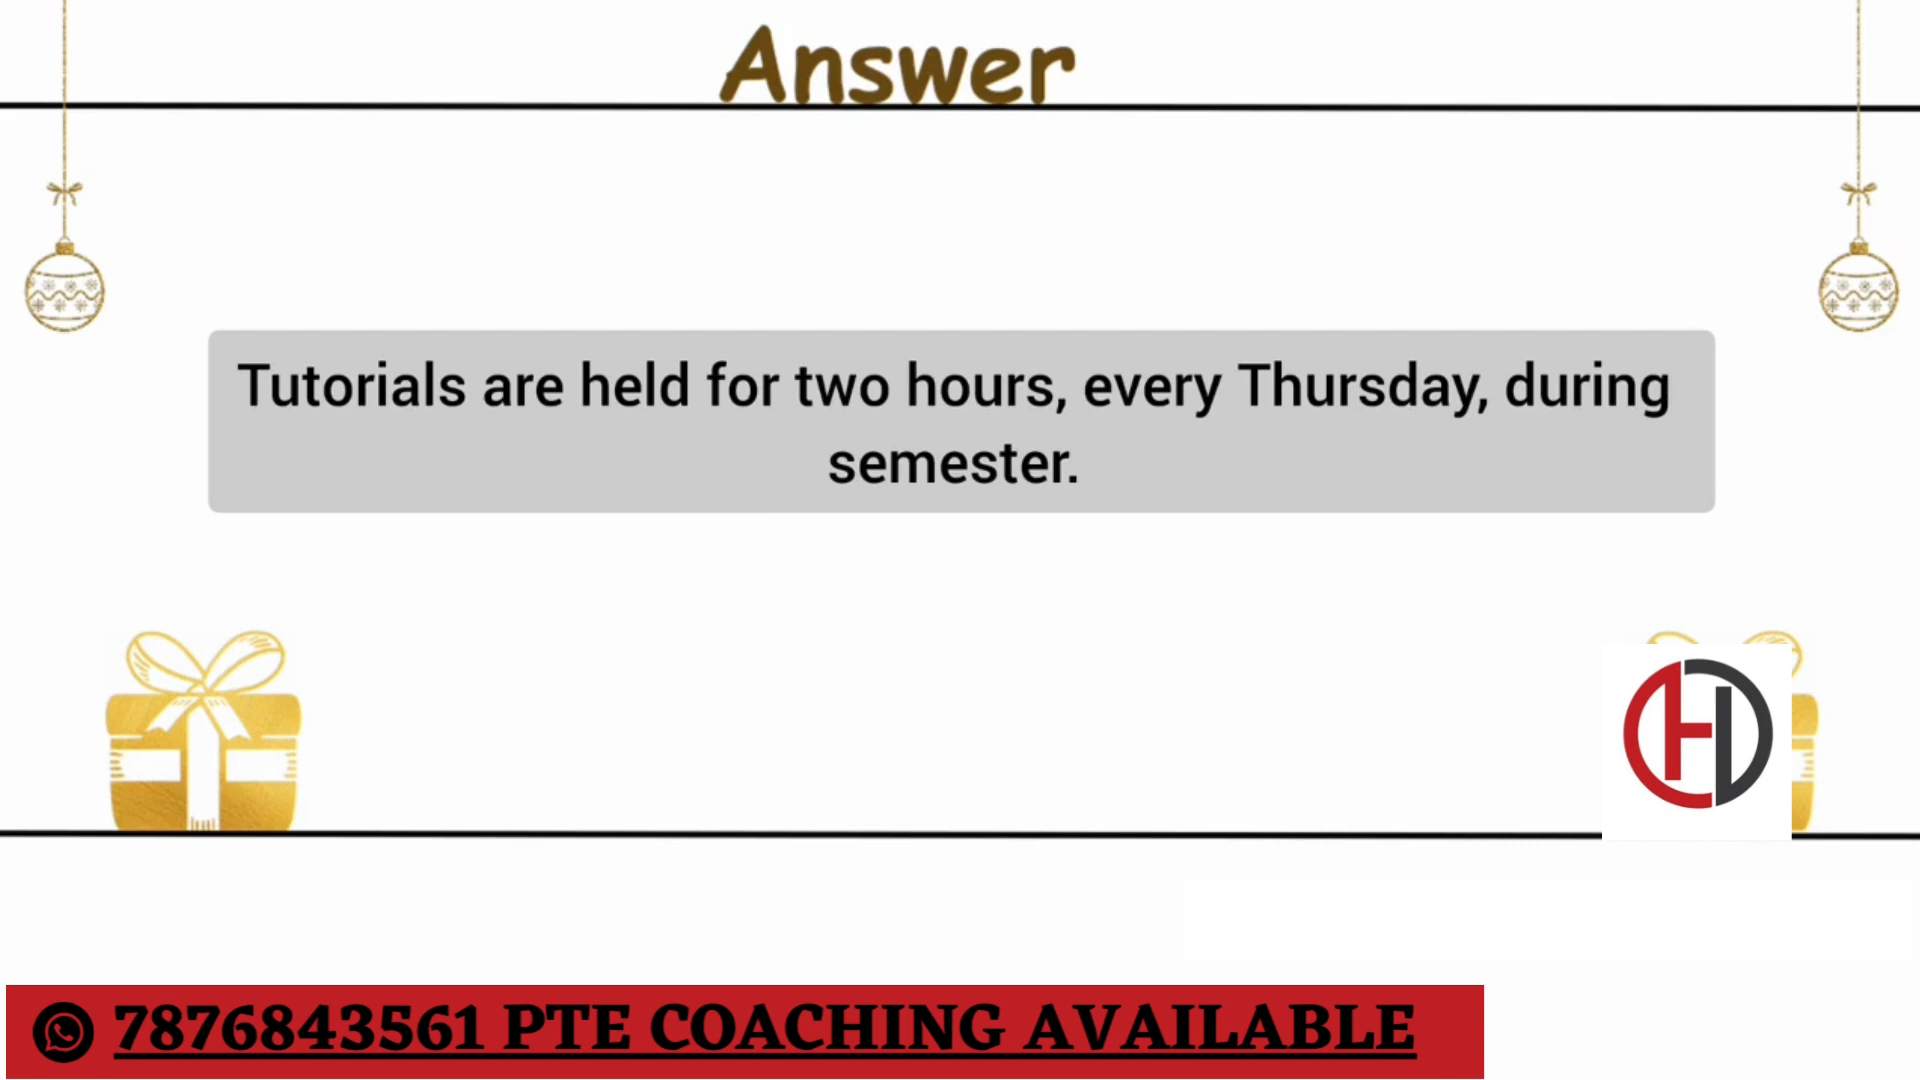 Answer
Tutorials are held for two hours, every Thursday, during
semester.
7876843561 PTE COACHING AVAILABLE